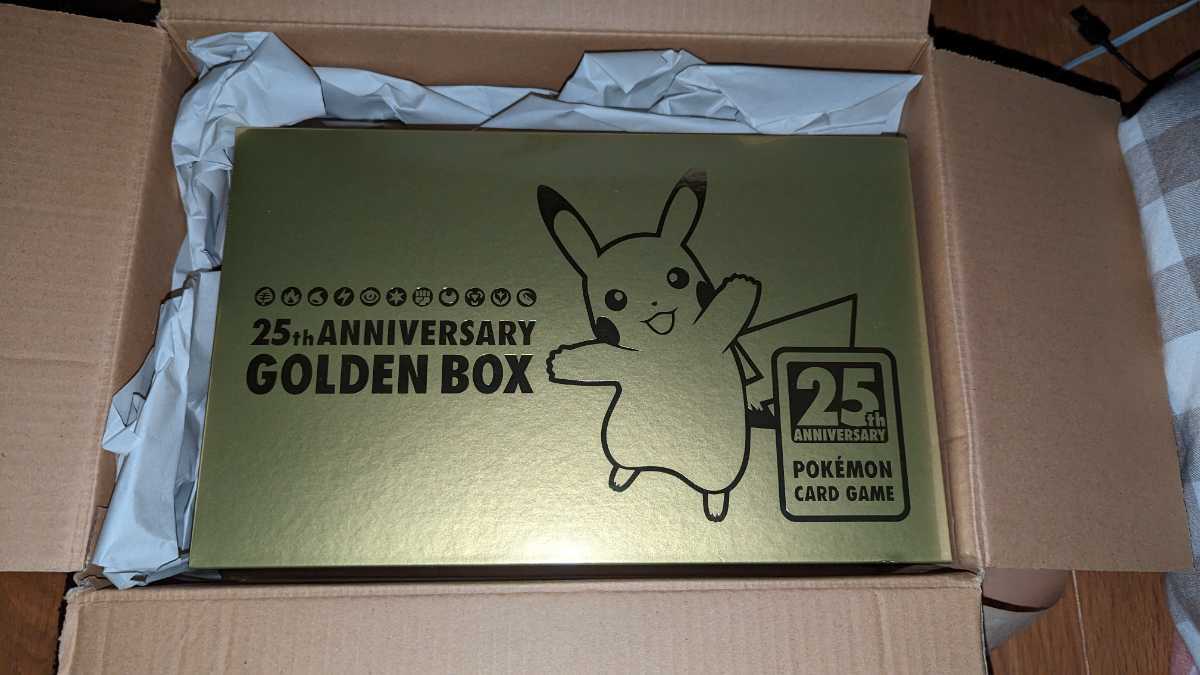 25th ANNIVERSARY
GOLDEN BOX
25th
ANNIVERSARY
POKÉMON
CARD GAME